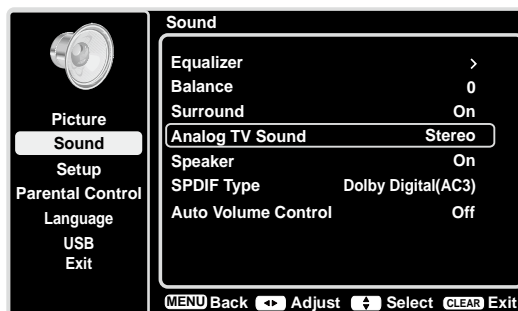 Picture
Sound
Setup
Parental Control
Language
USB
Exit
Sound
Equalizer >
Balance 0
Surround On
Analog TV Sound Stereo
Speaker On
SPDIF Type Dolby Digital(AC3)
Auto Volume Control Off
MENU Back Adjust Select CLEAR Exit